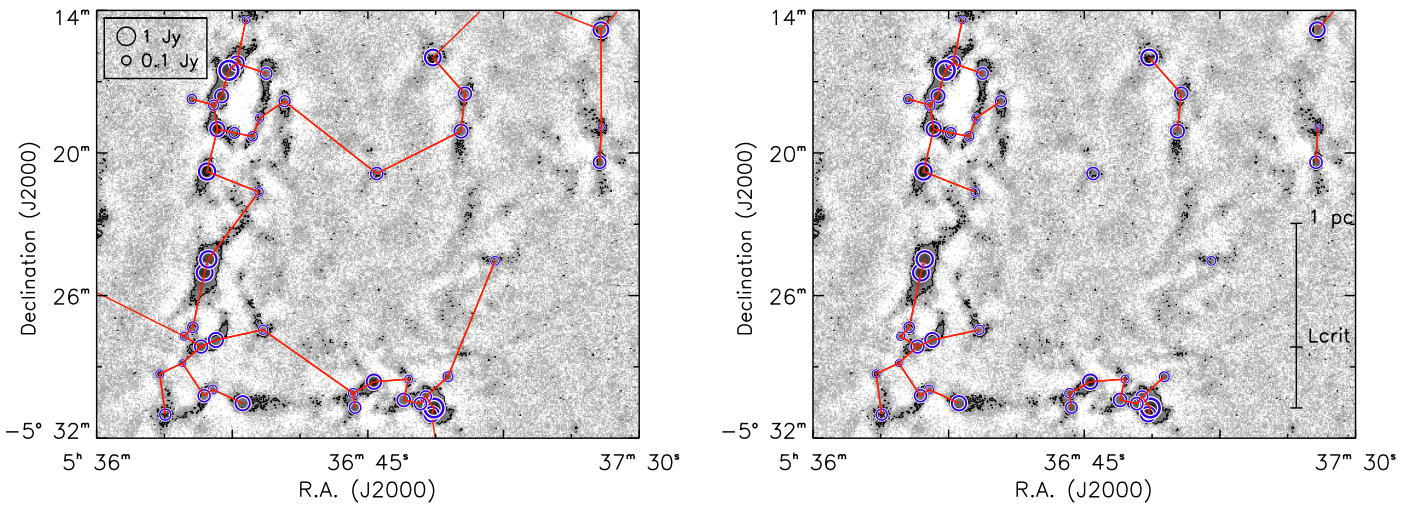 14ᵐ
1 Jy
0.1 Jy
20ᵐ
26ᵐ
−5° 32ᵐ
5ʰ 36ᵐ
36ᵐ 45ˢ
37ᵐ 30ˢ
R.A. (J2000)
Declination (J2000)
14ᵐ
20ᵐ
1 pc
26ᵐ
Lcrit
−5° 32ᵐ
5ʰ 36ᵐ
36ᵐ 45ˢ
37ᵐ 30ˢ
R.A. (J2000)
Declination (J2000)